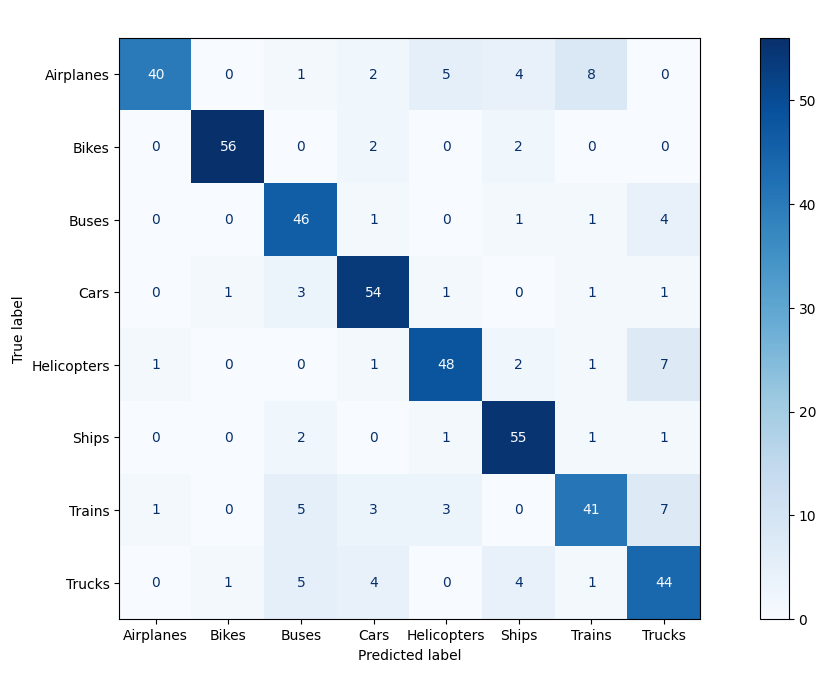 Airplanes 40 0 1 2 5 4 8 0
Bikes 0 56 0 2 0 2 0 0
Buses 0 0 46 1 0 1 1 4
Cars 0 1 3 54 1 0 1 1
Helicopters 1 0 0 1 48 2 1 7
Ships 0 0 2 0 1 55 1 1
Trains 1 0 5 3 3 0 41 7
Trucks 0 1 5 4 0 4 1 44
Airplanes Bikes Buses Cars Helicopters Ships Trains Trucks
Predicted label
True label
50
40
30
20
10
0